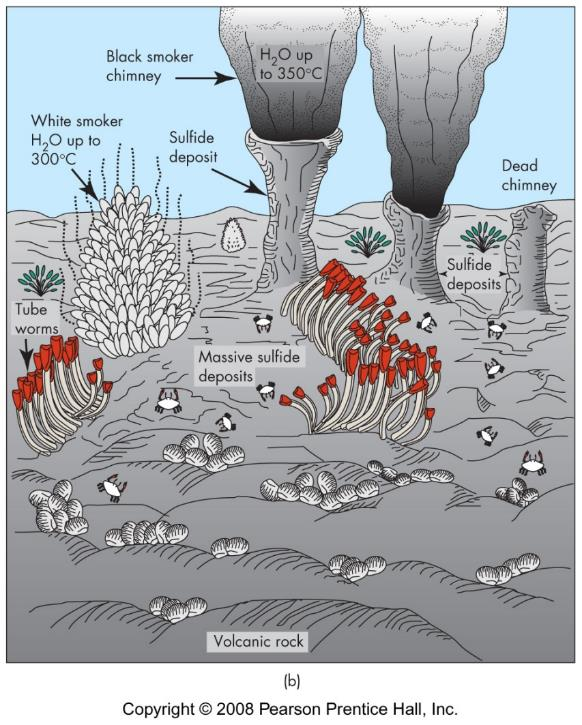 Black smoker
chimney
H₂O up
to 350°C
White smoker
H₂O up to
300°C
Sulfide
deposit
Dead
chimney
Sulfide
deposits
Tube
worms
Massive sulfide
deposits
Volcanic rock
(b)
Copyright © 2008 Pearson Prentice Hall, Inc.